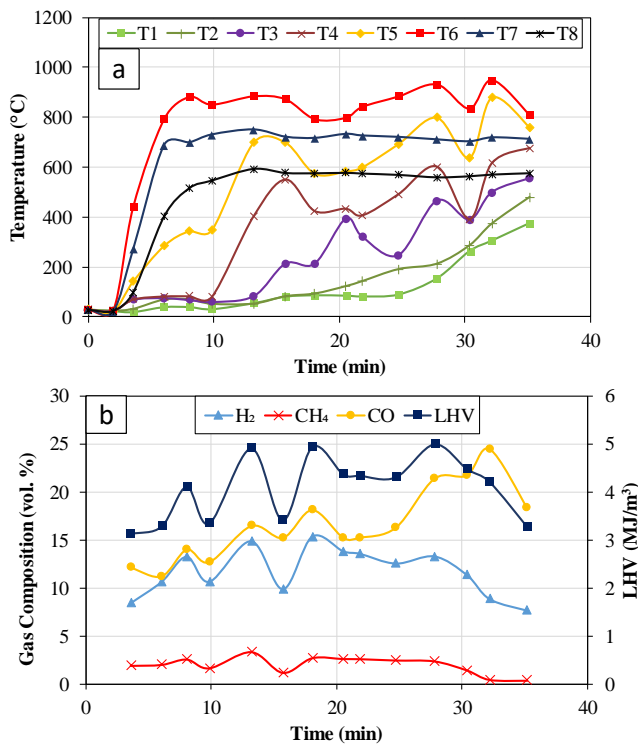 a
T1 T2 T3 T4 T5 T6 T7 T8
Temperature (°C)
1200
1000
800
600
400
200
0
0 10 20 30 40
Time (min)
b
H₂ CH₄ CO LHV
Gas Composition (vol. %)
30
25
20
15
10
5
0
6
5
4
3
2
1
0
LHV (MJ/m³)
0 10 20 30 40
Time (min)